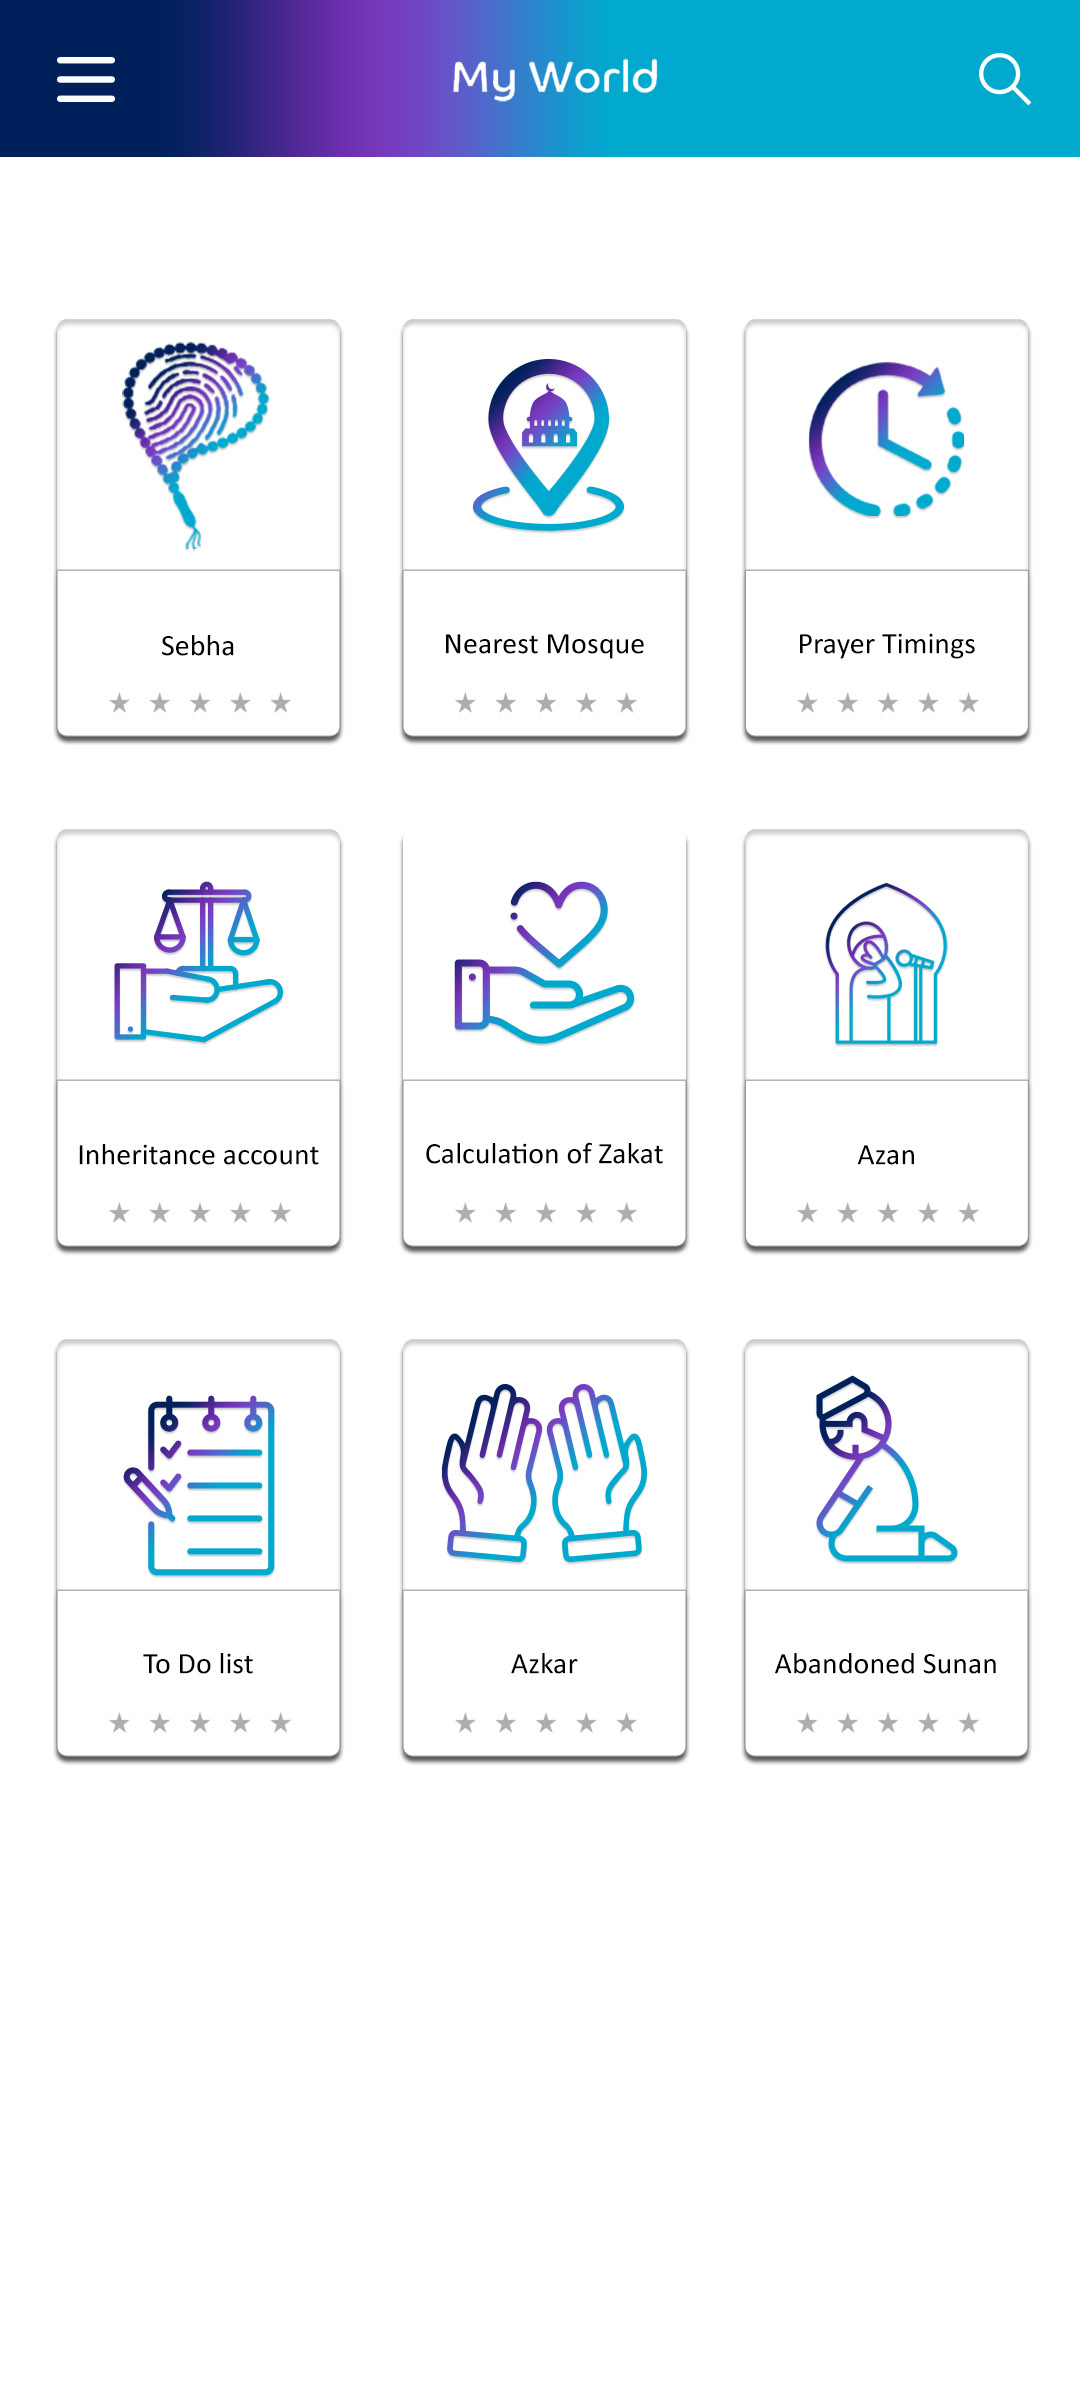 My World
Sebha
Nearest Mosque
Prayer Timings
Inheritance account
Calculation of Zakat
Azan
To Do list
Azkar
Abandoned Sunan